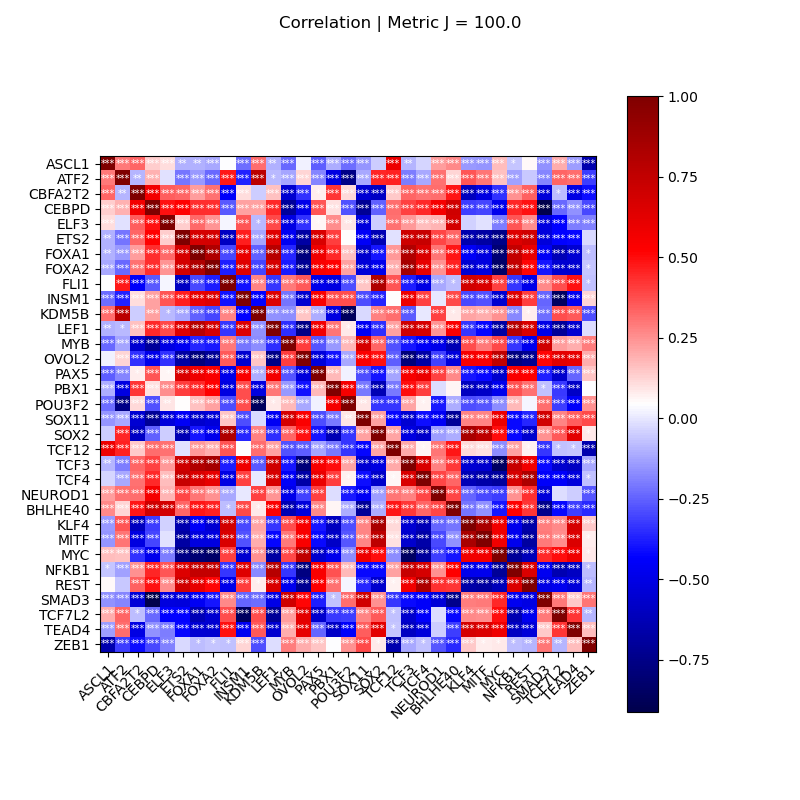 Correlation | Metric J = 100.0
ASCL1
ATF2
CBFA2T2
CEBPD
ELF3
ETS2
FOXA1
FOXA2
FLI1
INSM1
KDM5B
LEF1
MYB
OVOL2
PAX5
PBX1
POU3F2
SOX11
SOX2
TCF12
TCF3
TCF4
NEUROD1
BHLHE40
KLF4
MITF
MYC
NFKB1
REST
SMAD3
TCF7L2
TEAD4
ZEB1
ASCL1
ATF2
CBFA2T2
CEBPD
ELF3
ETS2
FOXA1
FOXA2
FLI1
INSM1
KDM5B
LEF1
MYB
OVOL2
PAX5
PBX1
POU3F2
SOX11
SOX2
TCF12
TCF3
TCF4
NEUROD1
BHLHE40
KLF4
MITF
MYC
NFKB1
REST
SMAD3
TCF7L2
TEAD4
ZEB1
1.00
0.75
0.50
0.25
0.00
−0.25
−0.50
−0.75